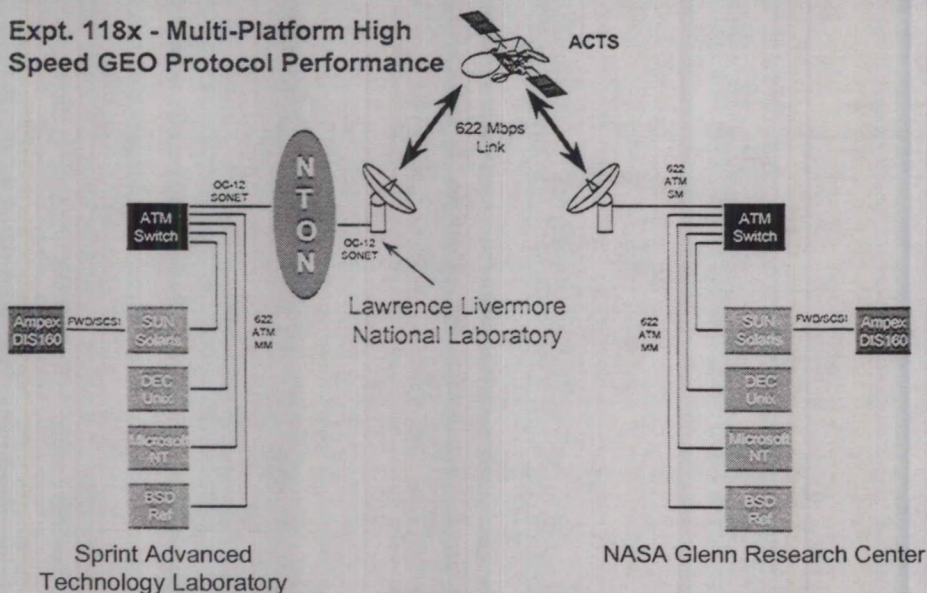 Expt. 118x - Multi-Platform High
Speed GEO Protocol Performance
ACTS
622 Mbps
Link
NTON
OC-12
SONET
OC-12
SONET
622
ATM
SM
ATM
Switch
ATM
Switch
Lawrence Livermore
National Laboratory
Ampex
DIS160
FWD/SCSI
SUN
Solaris
622
ATM
MM
622
ATM
MM
SUN
Solaris
FWD/SCSI
Ampex
DIS160
DEC
Unix
DEC
Unix
Microsoft
NT
Microsoft
NT
BSD
Ref
BSD
Ref
Sprint Advanced
Technology Laboratory
NASA Glenn Research Center